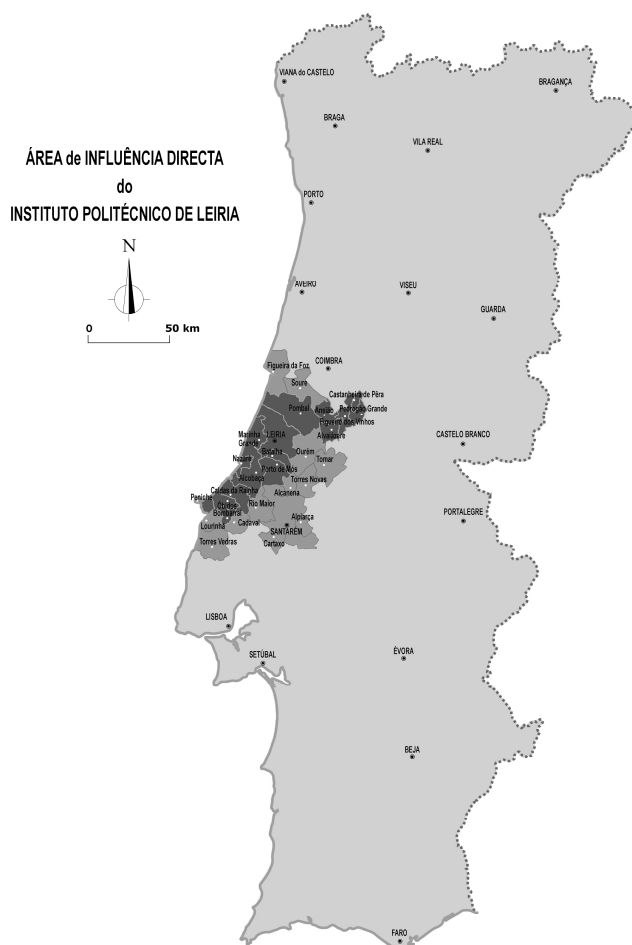 VIANA do CASTELO
BRAGANÇA
BRAGA
VILA REAL
ÁREA de INFLUÊNCIA DIRECTA
do
INSTITUTO POLITÉCNICO DE LEIRIA
PORTO
N
AVEIRO
VISEU
GUARDA
0 50 km
COIMBRA
Figueira da Foz
Soure
Castanheira de Pêra
Pombal
Ansião
Pedrógão Grande
Figueiró dos Vinhos
Alvaiázere
Marinha
Grande
LEIRIA
CASTELO BRANCO
Batalha
Ourém
Nazaré
Tomar
Porto de Mós
Alcobaça
Torres Novas
Caldas da Rainha
Alcanena
Peniche
Óbidos
Rio Maior
Bombarral
PORTALEGRE
Alpiarça
Lourinhã
Cadaval
SANTARÉM
Torres Vedras
Cartaxo
LISBOA
SETÚBAL
ÉVORA
BEJA
FARO